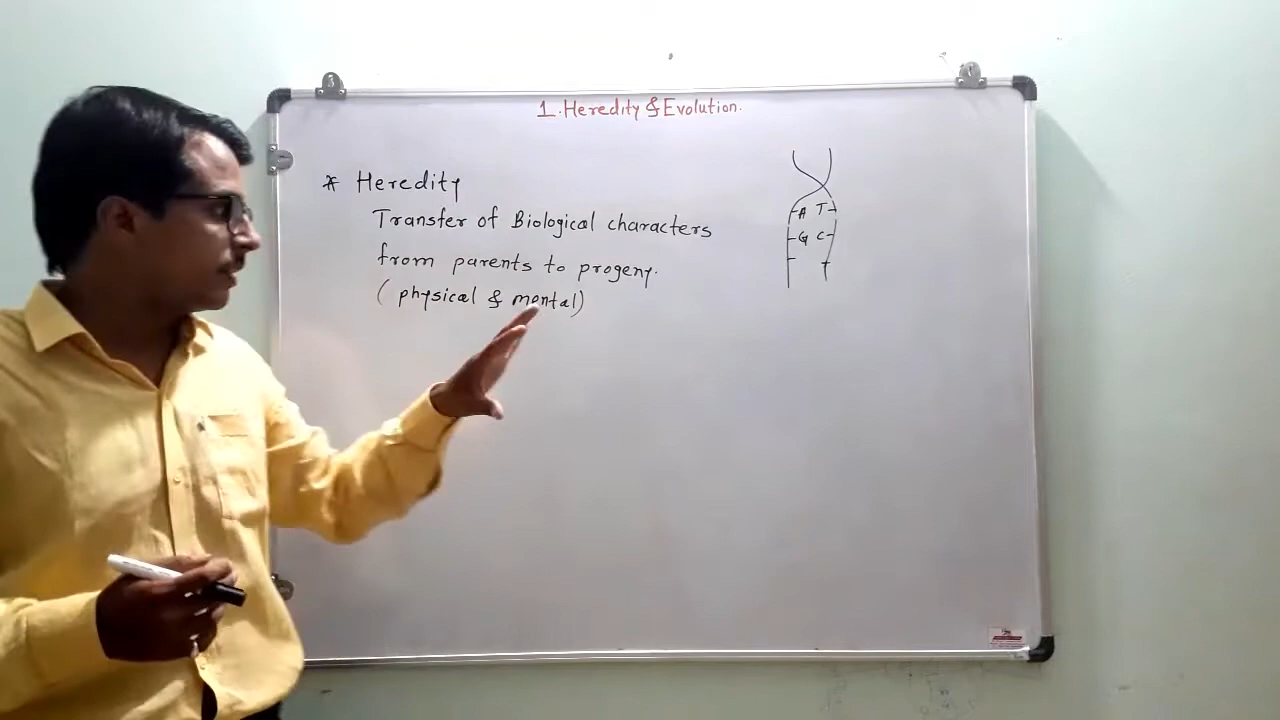 1. Heredity & Evolution.
* Heredity
Transfer of Biological characters
from parents to progeny.
( physical & mental)
A T
G C